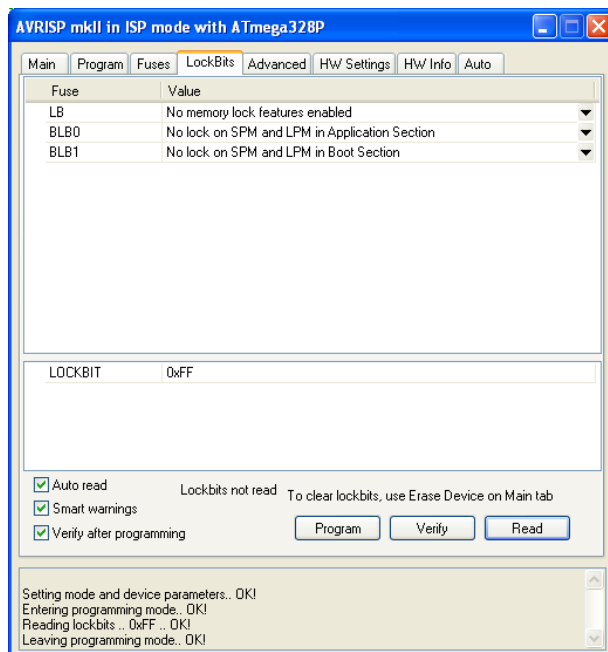 AVRISP mkII in ISP mode with ATmega328P
Main Program Fuses LockBits Advanced HW Settings HW Info Auto
Fuse Value
LB No memory lock features enabled
BLB0 No lock on SPM and LPM in Application Section
BLB1 No lock on SPM and LPM in Boot Section
LOCKBIT 0xFF
Auto read
Lockbits not read
To clear lockbits, use Erase Device on Main tab
Smart warnings
Verify after programming
Program Verify Read
Setting mode and device parameters.. OK!
Entering programming mode.. OK!
Reading lockbits .. 0xFF .. OK!
Leaving programming mode.. OK!